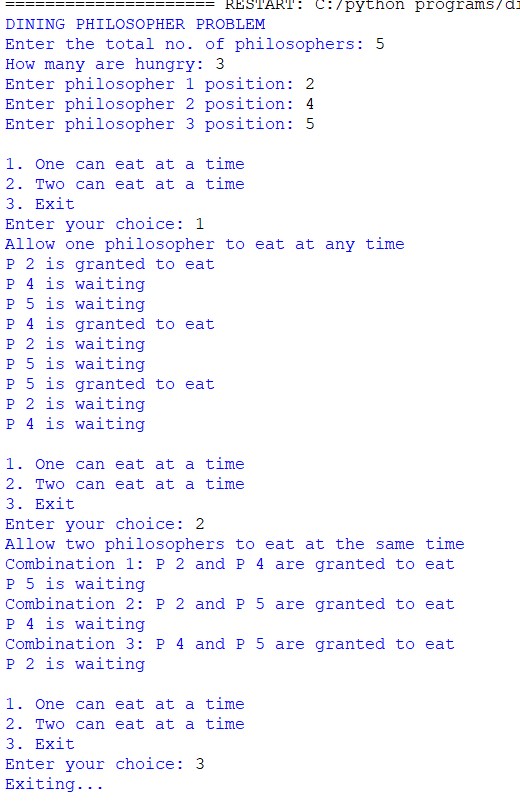 ===================== RESTART: C:/python programs/di
DINING PHILOSOPHER PROBLEM
Enter the total no. of philosophers: 5
How many are hungry: 3
Enter philosopher 1 position: 2
Enter philosopher 2 position: 4
Enter philosopher 3 position: 5

1. One can eat at a time
2. Two can eat at a time
3. Exit
Enter your choice: 1
Allow one philosopher to eat at any time
P 2 is granted to eat
P 4 is waiting
P 5 is waiting
P 4 is granted to eat
P 2 is waiting
P 5 is waiting
P 5 is granted to eat
P 2 is waiting
P 4 is waiting

1. One can eat at a time
2. Two can eat at a time
3. Exit
Enter your choice: 2
Allow two philosophers to eat at the same time
Combination 1: P 2 and P 4 are granted to eat
P 5 is waiting
Combination 2: P 2 and P 5 are granted to eat
P 4 is waiting
Combination 3: P 4 and P 5 are granted to eat
P 2 is waiting

1. One can eat at a time
2. Two can eat at a time
3. Exit
Enter your choice: 3
Exiting...